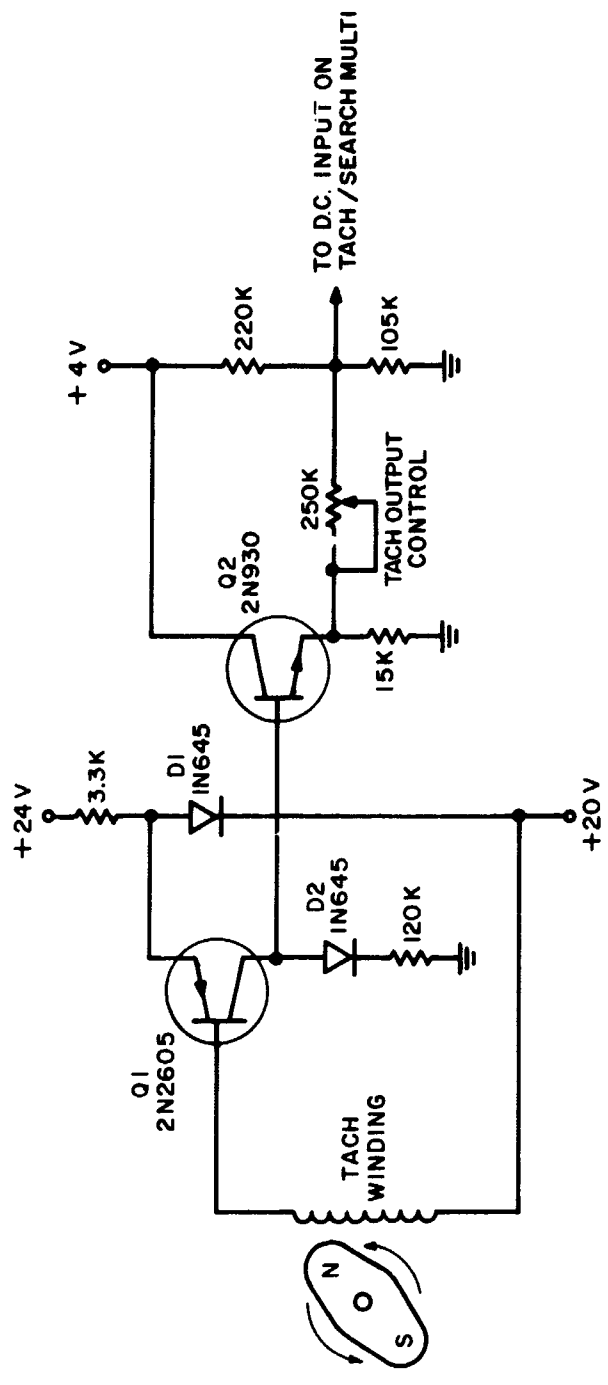 +24V
3.3K
D1
1N645
+4V
Q1
2N2605
Q2
2N930
220K
250K
TO D.C. INPUT ON
TACH/SEARCH MULTI
TACH OUTPUT
CONTROL
15K
105K
D2
1N645
120K
TACH
WINDING
N
S
+20V